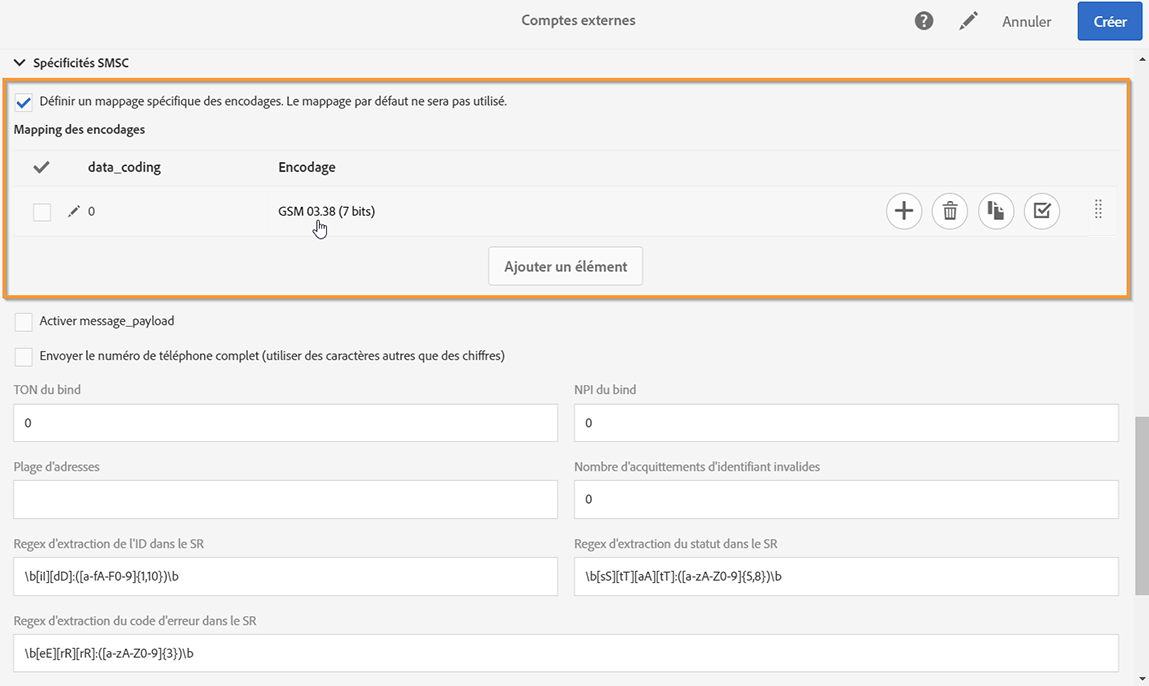 Comptes externes
Annuler
Créer
Spécificités SMSC
Définir un mappage spécifique des encodages. Le mappage par défaut ne sera pas utilisé.
Mapping des encodages
data_coding Encodage
0 GSM 03.38 (7 bits)
Ajouter un élément
Activer message_payload
Envoyer le numéro de téléphone complet (utiliser des caractères autres que des chiffres)
TON du bind NPI du bind
0 0
Plage d'adresses Nombre d'acquittements d'identifiant invalides
0
Regex d'extraction de l'ID dans le SR Regex d'extraction du statut dans le SR
\b[iI][dD]:([a-fA-F0-9]{1,10})\b \b[sS][tT][aA][tT]:([a-zA-Z0-9]{5,8})\b
Regex d'extraction du code d'erreur dans le SR
\b[eE][rR][rR]:([a-zA-Z0-9]{3})\b